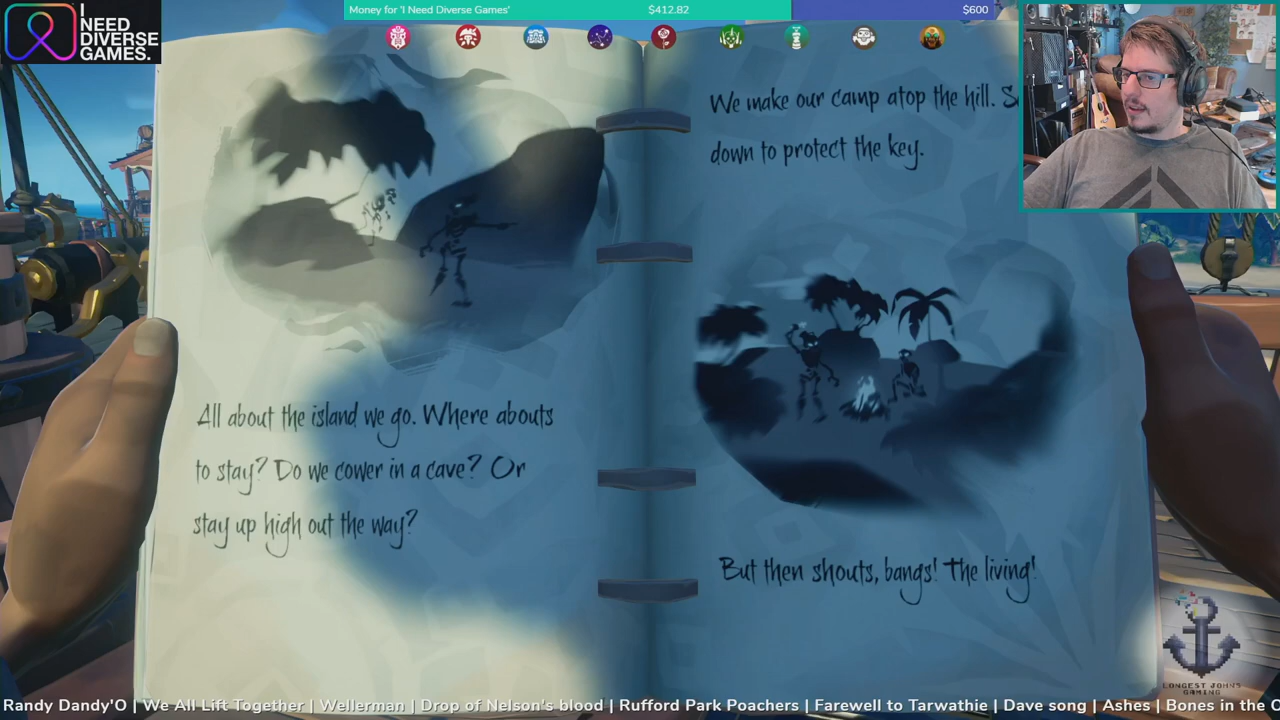 I
NEED
DIVERSE
GAMES.
Money for 'I Need Diverse Games' $412.82 $600
All about the island we go. Where abouts
to stay? Do we cower in a cave? Or
stay up high out the way?
We make our camp atop the hill.
down to protect the key.
But then shouts, bangs! The living!
LONGEST JOHNS
GAMING
Randy Dandy'O | We All Lift Together | Wellerman | Drop of Nelson's blood | Rufford Park Poachers | Farewell to Tarwathie | Dave song | Ashes | Bones in the